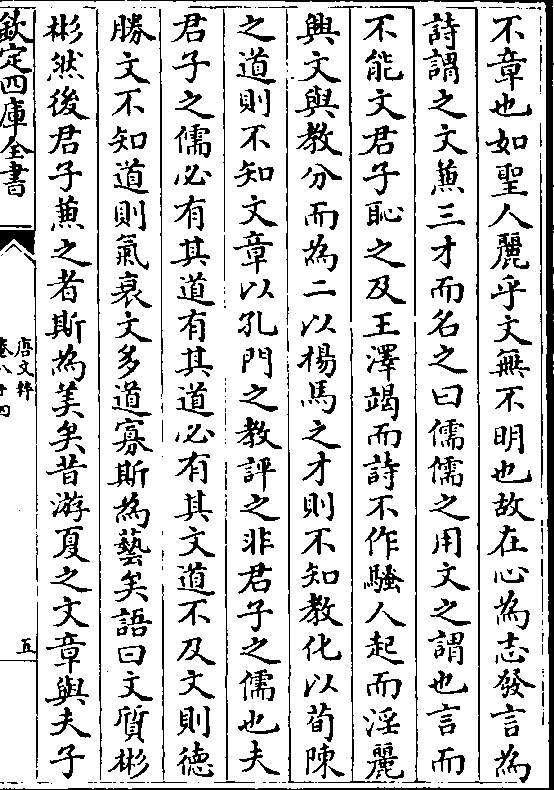 不章也如聖人麗乎文無不明也故在心為志發言為
詩謂之文蕉三才而名之曰儒儒之用文之謂也言而
不能文君子恥之及王澤竭而詩不作騷人起而淫麗
興文與教分而為二以楊馬之才則不知教化以荀陳
之道則不知文章以孔門之教評之非君子之儒也夫
君子之儒必有其道有其道必有其文道不及文則德
勝文不知道則氣衰文多道寡斯為藝矣語曰文質彬
彬然後君子蕉之者斯為美矣昔游夏之文章與夫子
欽定四庫全書
唐文粹
卷八十四
五